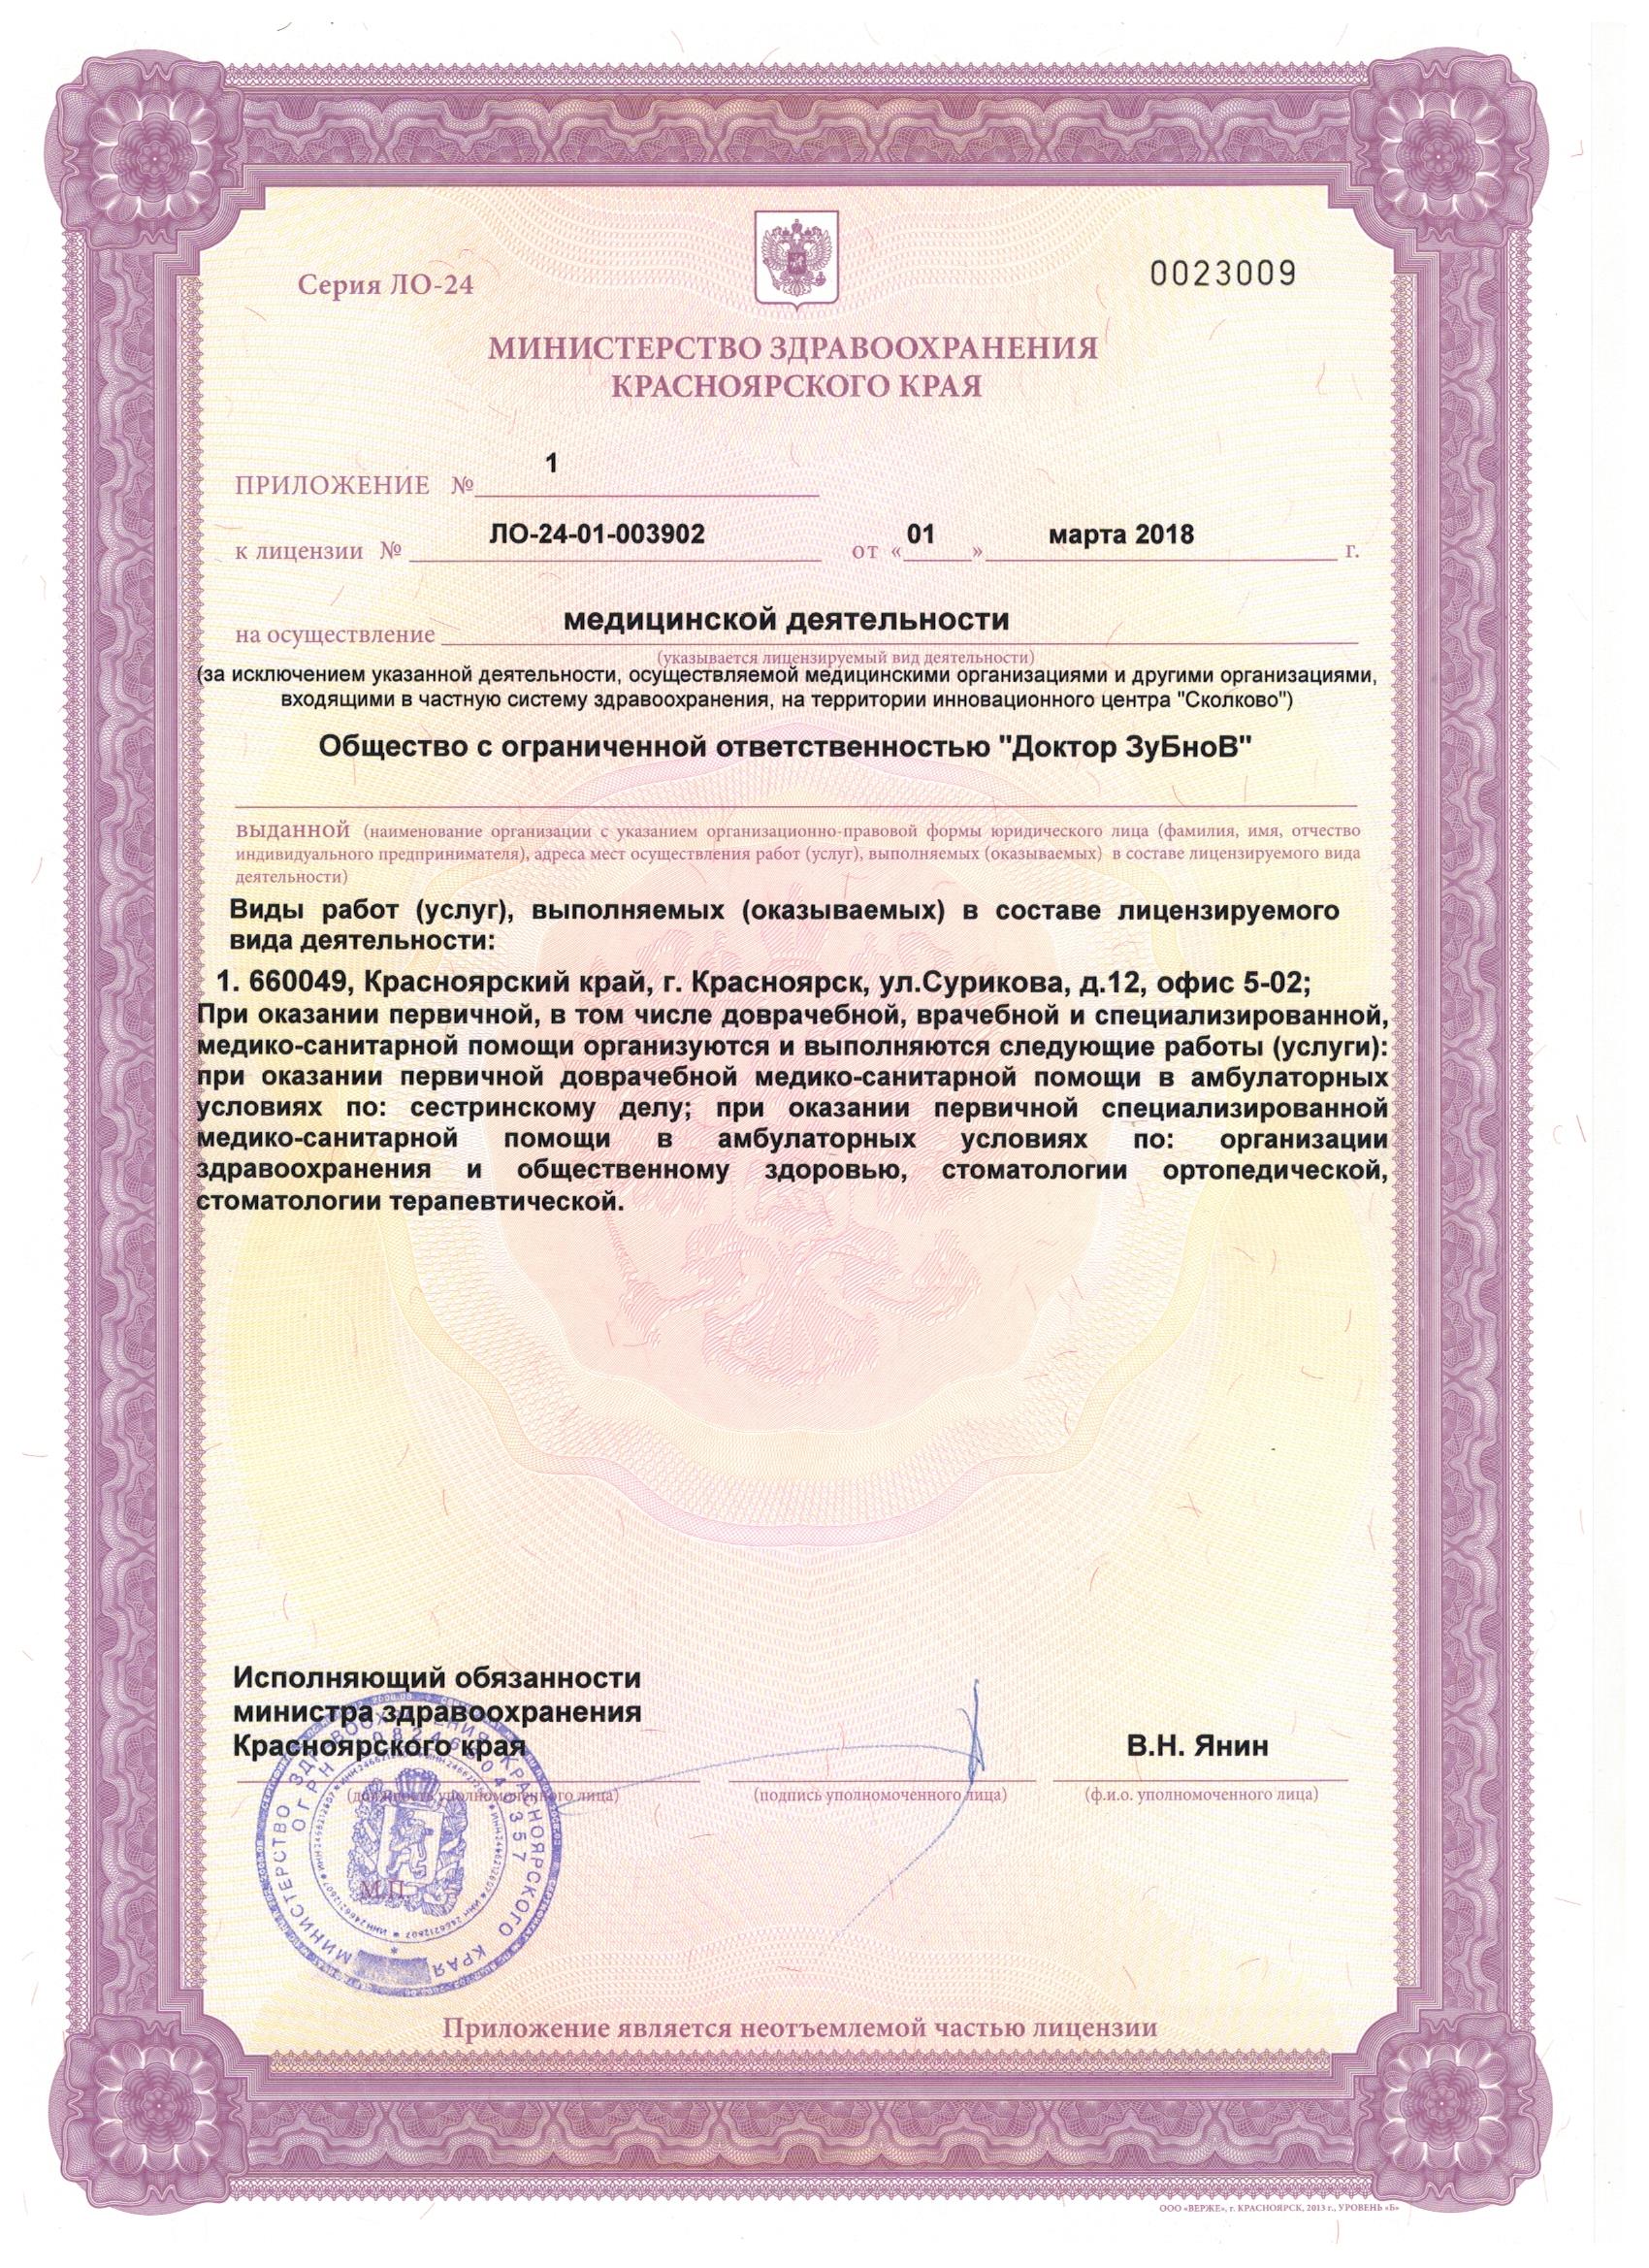 Серия ЛО-24
0023009
МИНИСТЕРСТВО ЗДРАВООХРАНЕНИЯ
КРАСНОЯРСКОГО КРАЯ
ПРИЛОЖЕНИЕ № 1
к лицензии № ЛО-24-01-003902 от «01» марта 2018 г.
на осуществление медицинской деятельности
(указывается лицензируемый вид деятельности)
(за исключением указанной деятельности, осуществляемой медицинскими организациями и другими организациями,
входящими в частную систему здравоохранения, на территории инновационного центра "Сколково")
Общество с ограниченной ответственностью "Доктор ЗуБноВ"
выданной (наименование организации с указанием организационно-правовой формы юридического лица (фамилия, имя, отчество
индивидуального предпринимателя), адреса мест осуществления работ (услуг), выполняемых (оказываемых) в составе лицензируемого вида
деятельности)
Виды работ (услуг), выполняемых (оказываемых) в составе лицензируемого
вида деятельности:
1. 660049, Красноярский край, г. Красноярск, ул.Сурикова, д.12, офис 5-02;
При оказании первичной, в том числе доврачебной, врачебной и специализированной,
медико-санитарной помощи организуются и выполняются следующие работы (услуги):
при оказании первичной доврачебной медико-санитарной помощи в амбулаторных
условиях по: сестринскому делу; при оказании первичной специализированной
медико-санитарной помощи в амбулаторных условиях по: организации
здравоохранения и общественному здоровью, стоматологии ортопедической,
стоматологии терапевтической.
Исполняющий обязанности
министра здравоохранения
Красноярского края
В.Н. Янин
(должность уполномоченного лица)
(подпись уполномоченного лица)
(ф.и.о. уполномоченного лица)
МИНИСТЕРСТВО ЗДРАВООХРАНЕНИЯ КРАСНОЯРСКОГО КРАЯ
М.П.
Приложение является неотъемлемой частью лицензии
ООО «ВЕРЖЕ», г. КРАСНОЯРСК, 2013 г., УРОВЕНЬ «Б»